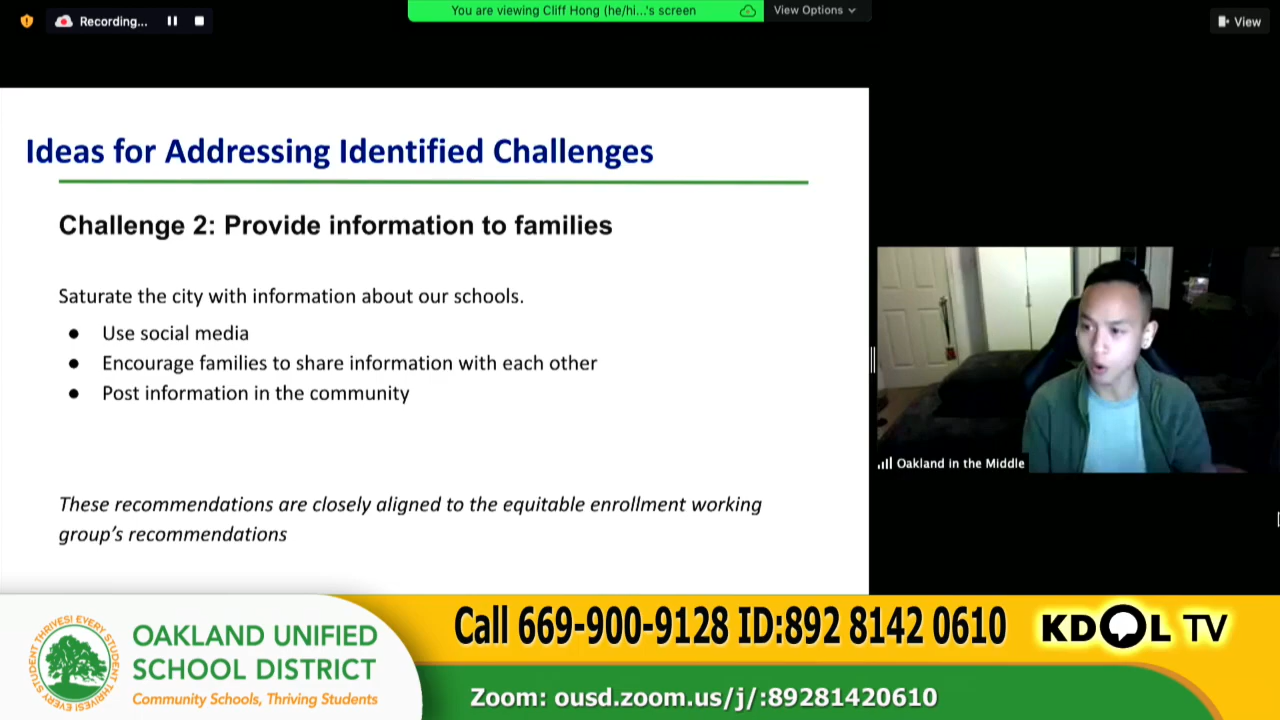 Recording...
You are viewing Cliff Hong (he/hi...'s screen
View Options
View
Ideas for Addressing Identified Challenges
Challenge 2: Provide information to families
Saturate the city with information about our schools.
● Use social media
● Encourage families to share information with each other
● Post information in the community
These recommendations are closely aligned to the equitable enrollment working
group's recommendations
Oakland in the Middle
EVERY STUDENT THRIVES!
OAKLAND UNIFIED
SCHOOL DISTRICT
Community Schools, Thriving Students
Call 669-900-9128 ID:892 8142 0610
KDOL TV
Zoom: ousd.zoom.us/j/:89281420610